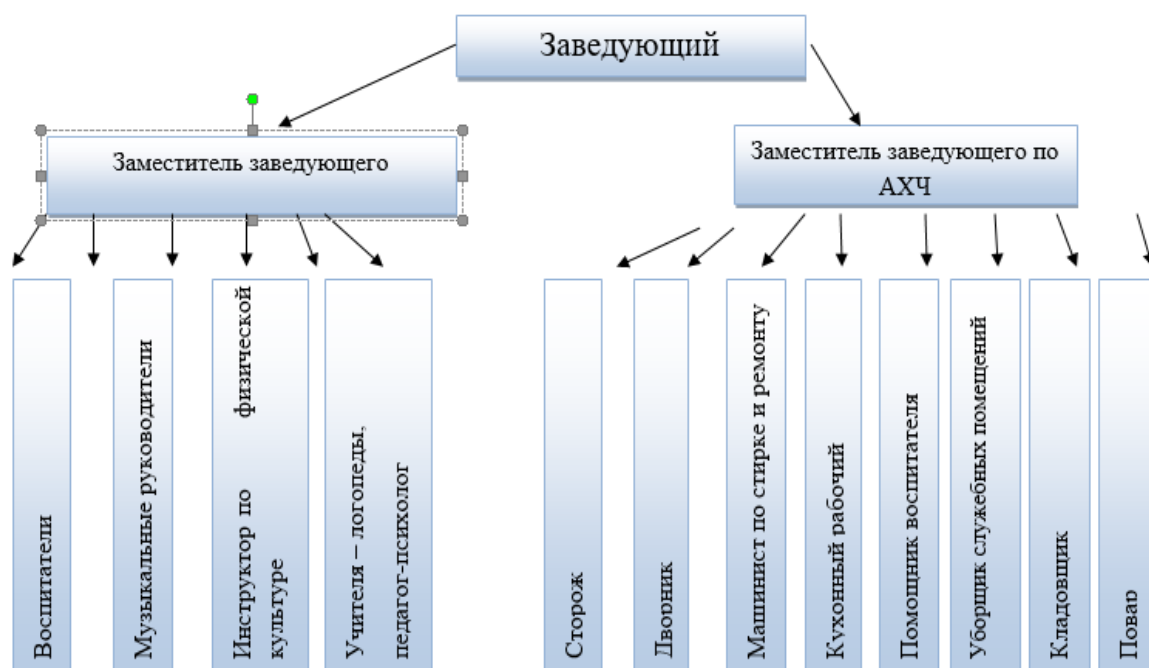 Заведующий
Заместитель заведующего
Заместитель заведующего по
АХЧ
Воспитатели
Музыкальные руководители
Инструктор по физической
культуре
Учителя – логопеды,
педагог-психолог
Сторож
Дворник
Машинист по стирке и ремонту
Кухонный рабочий
Помощник воспитателя
Уборщик служебных помещений
Кладовщик
Повар